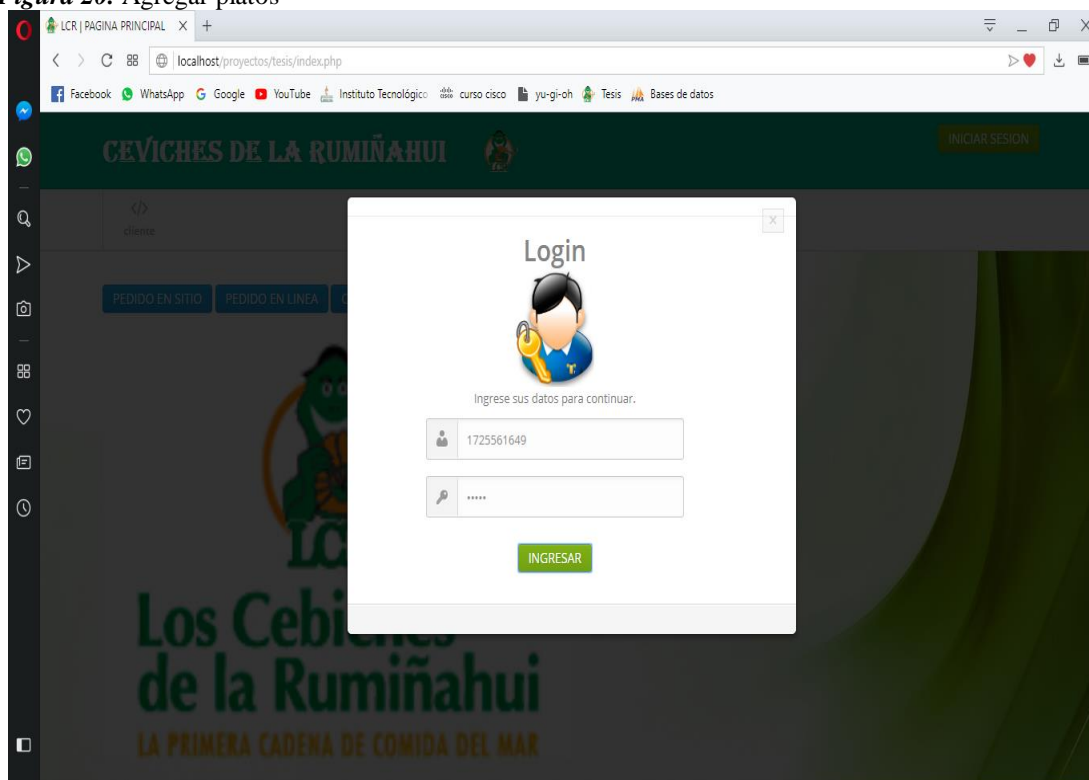 Figura 20: Agregar platos
LCR | PAGINA PRINCIPAL
localhost/proyectos/tesis/index.php
Facebook WhatsApp Google YouTube Instituto Tecnológico curso cisco yu-gi-oh Tesis Bases de datos
CEVICHES DE LA RUMIÑAHUI
INICIAR SESION
</>
cliente
x
Login
PEDIDO EN SITIO PEDIDO EN LINEA
Ingrese sus datos para continuar.
1725561649
•••••
INGRESAR
LC
Los Cebiches
de la Rumiñahui
LA PRIMERA CADENA DE COMIDA DEL MAR